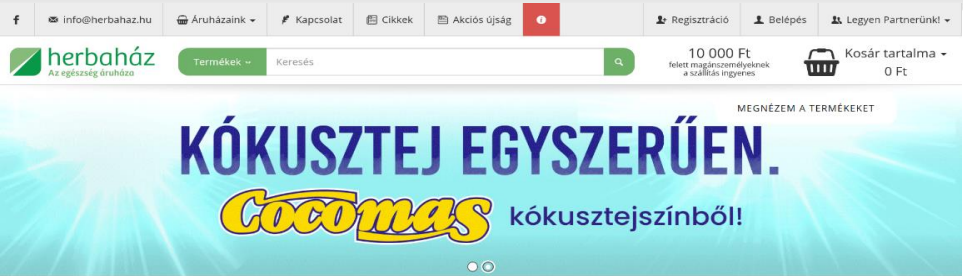 f info@herbahaz.hu Áruházaink Kapcsolat Cikkek Akciós újság Regisztráció Belépés Legyen Partnerünk!
herbaház
Az egészség áruháza
Termékek Keresés
10 000 Ft
felett magánszemélyeknek
a szállítás ingyenes
Kosár tartalma
0 Ft
MEGNÉZEM A TERMÉKEKET
KÓKUSZTEJ EGYSZERŰEN.
Cocomas kókusztejszínből!